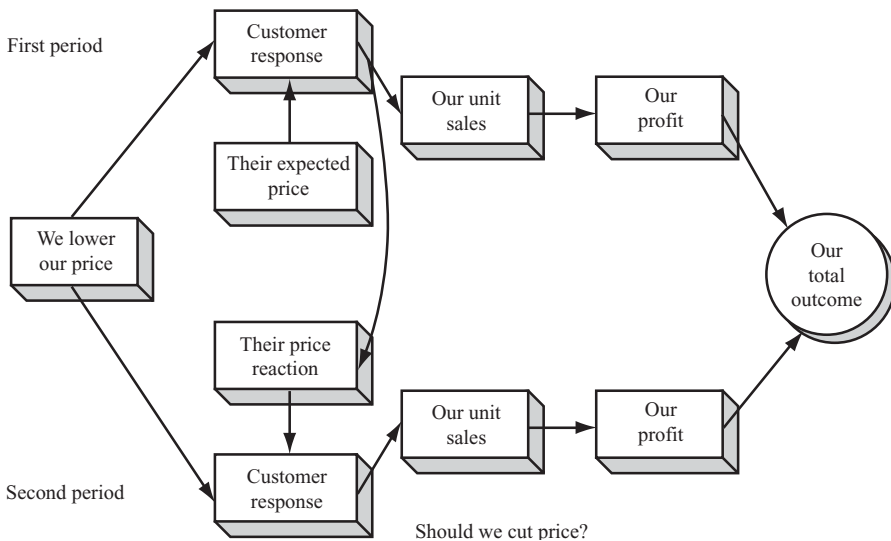 First period
Customer
response
Our unit
sales
Our
profit
Their expected
price
We lower
our price
Our
total
outcome
Their price
reaction
Our unit
sales
Our
profit
Second period
Customer
response
Should we cut price?